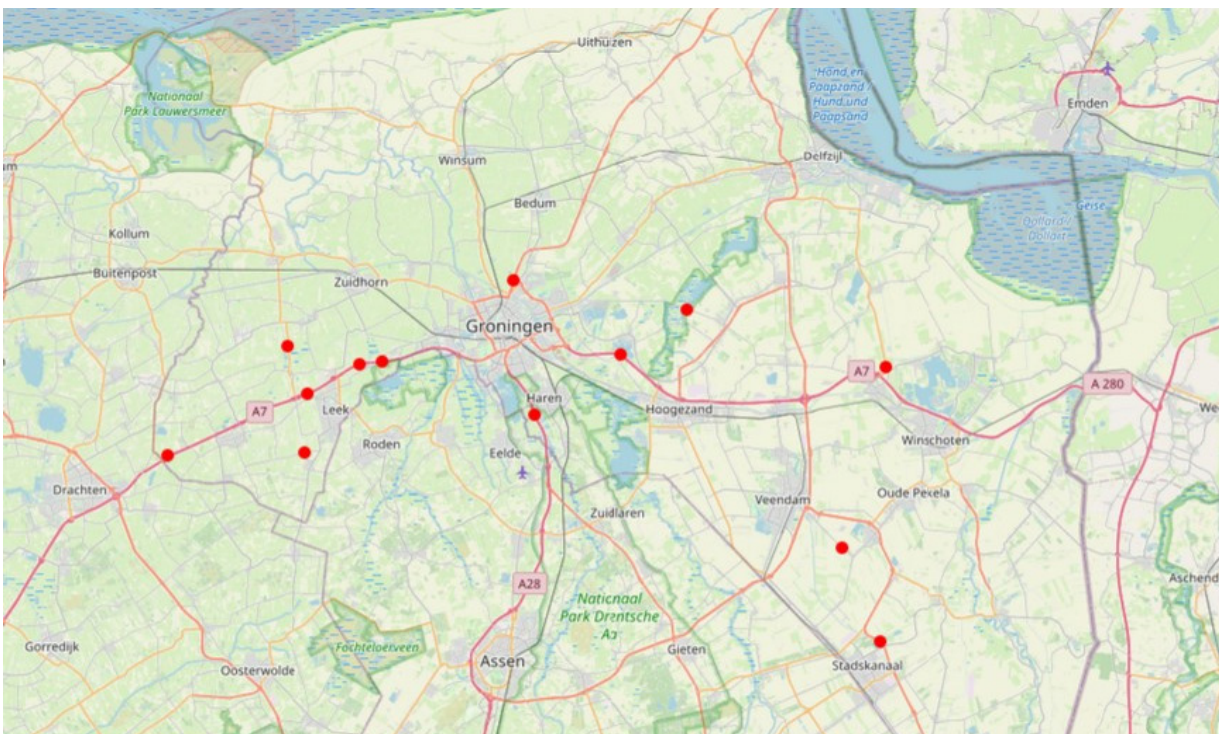 Uithuizen
Nationaal
Park Lauwersmeer
Hond en
Paapzand /
Hund und
Paapsand
Emden
Winsum
Delfzijl
Bedum
Geise
Dollard /
Dollart
Kollum
Buitenpost
Zuidhorn
Groningen
A7
A 280
Haren
Leek
Hoogezand
A7
Roden
Eelde
Winschoten
Drachten
Veendam
Oude Pekela
Zuidlaren
A28
Aschend
Nationaal
Park Drentsche
Aa
Gorredijk
Fochteloërveen
Gieten
Assen
Stadskanaal
Oosterwolde